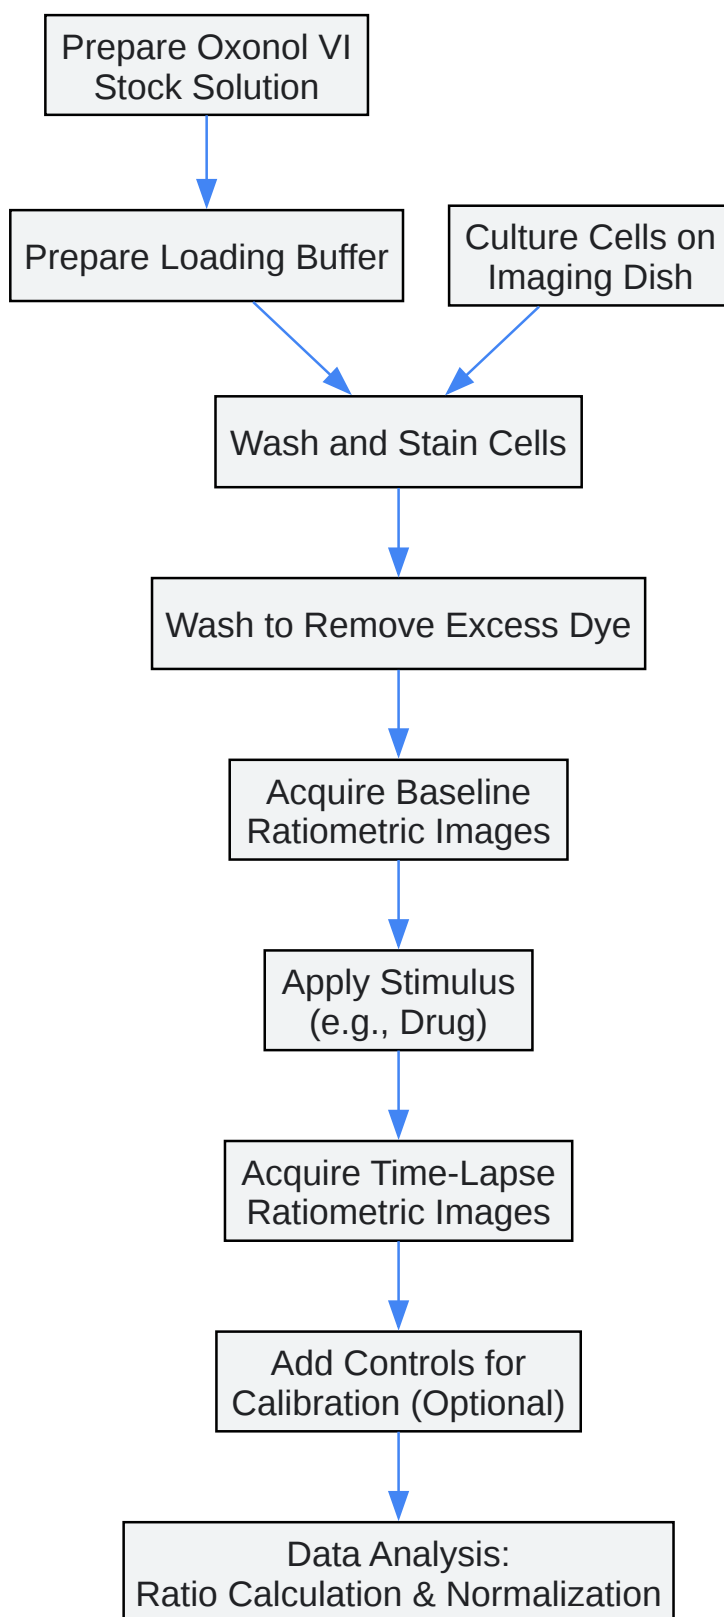 Prepare Oxonol VI
Stock Solution
Prepare Loading Buffer
Culture Cells on
Imaging Dish
Wash and Stain Cells
Wash to Remove Excess Dye
Acquire Baseline
Ratiometric Images
Apply Stimulus
(e.g., Drug)
Acquire Time-Lapse
Ratiometric Images
Add Controls for
Calibration (Optional)
Data Analysis:
Ratio Calculation & Normalization